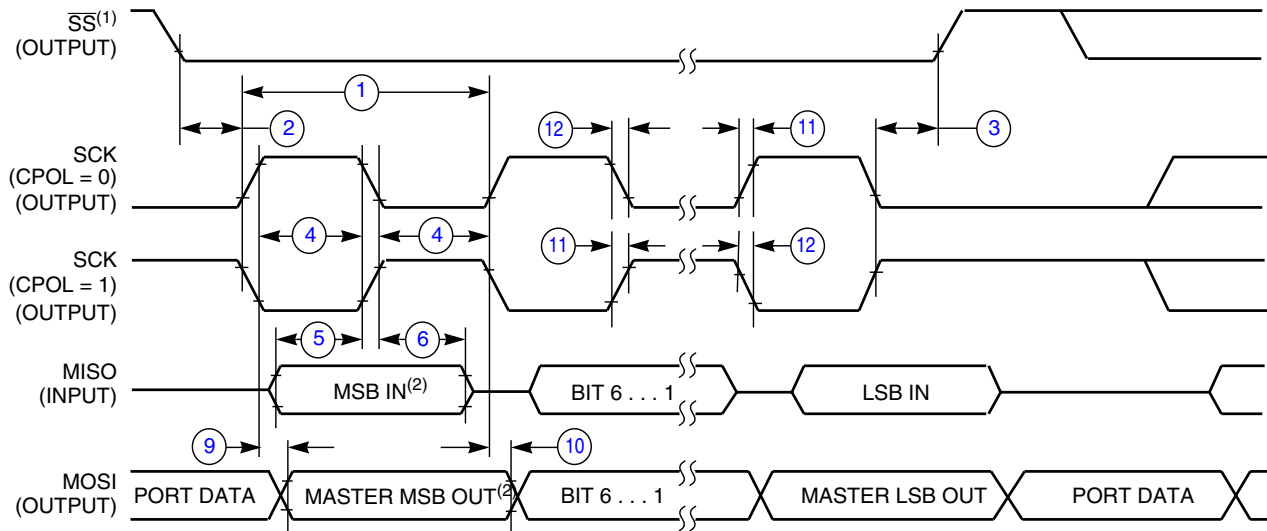 SS(1)
(OUTPUT)
1
2
12
11
3
SCK
(CPOL = 0)
(OUTPUT)
4
4
11
12
SCK
(CPOL = 1)
(OUTPUT)
5
6
MISO
(INPUT)
MSB IN(2)
BIT 6 . . . 1
LSB IN
9
10
MOSI
(OUTPUT)
PORT DATA
MASTER MSB OUT(2
BIT 6 . . . 1
MASTER LSB OUT
PORT DATA